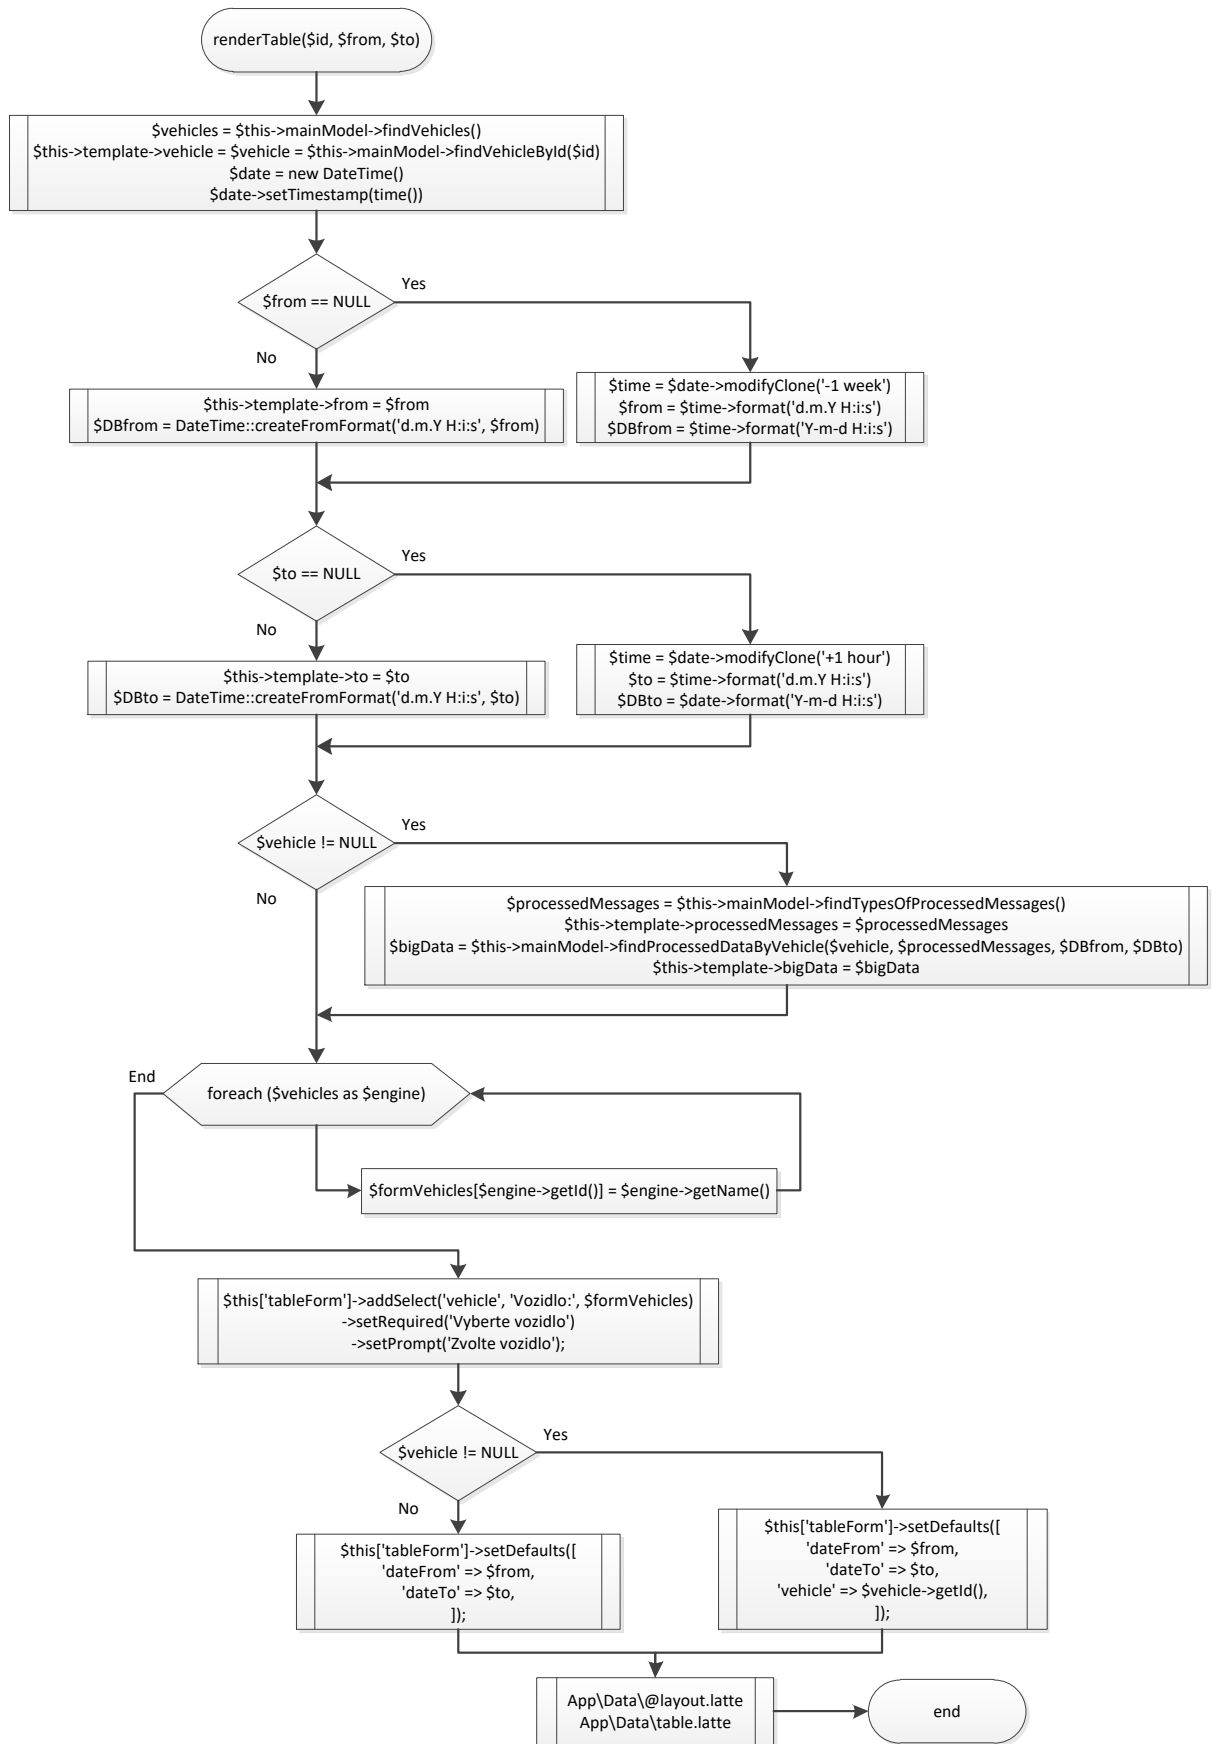 renderTable($id, $from, $to)
$vehicles = $this->mainModel->findVehicles()
$this->template->vehicle = $vehicle = $this->mainModel->findVehicleById($id)
$date = new DateTime()
$date->setTimestamp(time())
$from == NULL
Yes
No
$this->template->from = $from
$DBfrom = DateTime::createFromFormat('d.m.Y H:i:s', $from)
$time = $date->modifyClone('-1 week')
$from = $time->format('d.m.Y H:i:s')
$DBfrom = $time->format('Y-m-d H:i:s')
$to == NULL
Yes
No
$this->template->to = $to
$DBto = DateTime::createFromFormat('d.m.Y H:i:s', $to)
$time = $date->modifyClone('+1 hour')
$to = $time->format('d.m.Y H:i:s')
$DBto = $date->format('Y-m-d H:i:s')
$vehicle != NULL
Yes
No
$processedMessages = $this->mainModel->findTypesOfProcessedMessages()
$this->template->processedMessages = $processedMessages
$bigData = $this->mainModel->findProcessedDataByVehicle($vehicle, $processedMessages, $DBfrom, $DBto)
$this->template->bigData = $bigData
End
foreach ($vehicles as $engine)
$formVehicles[$engine->getId()] = $engine->getName()
$this['tableForm']->addSelect('vehicle', 'Vozidlo:', $formVehicles)
->setRequired('Vyberte vozidlo')
->setPrompt('Zvolte vozidlo');
$vehicle != NULL
Yes
No
$this['tableForm']->setDefaults([
'dateFrom' => $from,
'dateTo' => $to,
]);
$this['tableForm']->setDefaults([
'dateFrom' => $from,
'dateTo' => $to,
'vehicle' => $vehicle->getId(),
]);
App\Data\@layout.latte
App\Data\table.latte
end